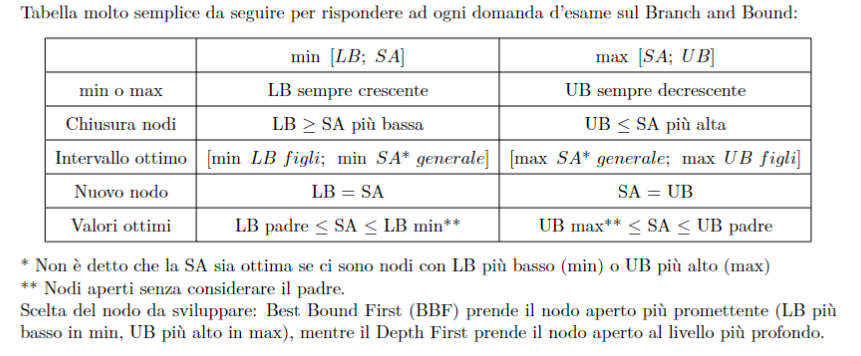 Tabella molto semplice da seguire per rispondere ad ogni domanda d'esame sul Branch and Bound:
min [LB; SA] max [SA; UB]
min o max LB sempre crescente UB sempre decrescente
Chiusura nodi LB ≥ SA più bassa UB ≤ SA più alta
Intervallo ottimo [min LB figli; min SA* generale] [max SA* generale; max UB figli]
Nuovo nodo LB = SA SA = UB
Valori ottimi LB padre ≤ SA ≤ LB min** UB max** ≤ SA ≤ UB padre
* Non è detto che la SA sia ottima se ci sono nodi con LB più basso (min) o UB più alto (max)
** Nodi aperti senza considerare il padre.
Scelta del nodo da sviluppare: Best Bound First (BBF) prende il nodo aperto più promettente (LB più
basso in min, UB più alto in max), mentre il Depth First prende il nodo aperto al livello più profondo.